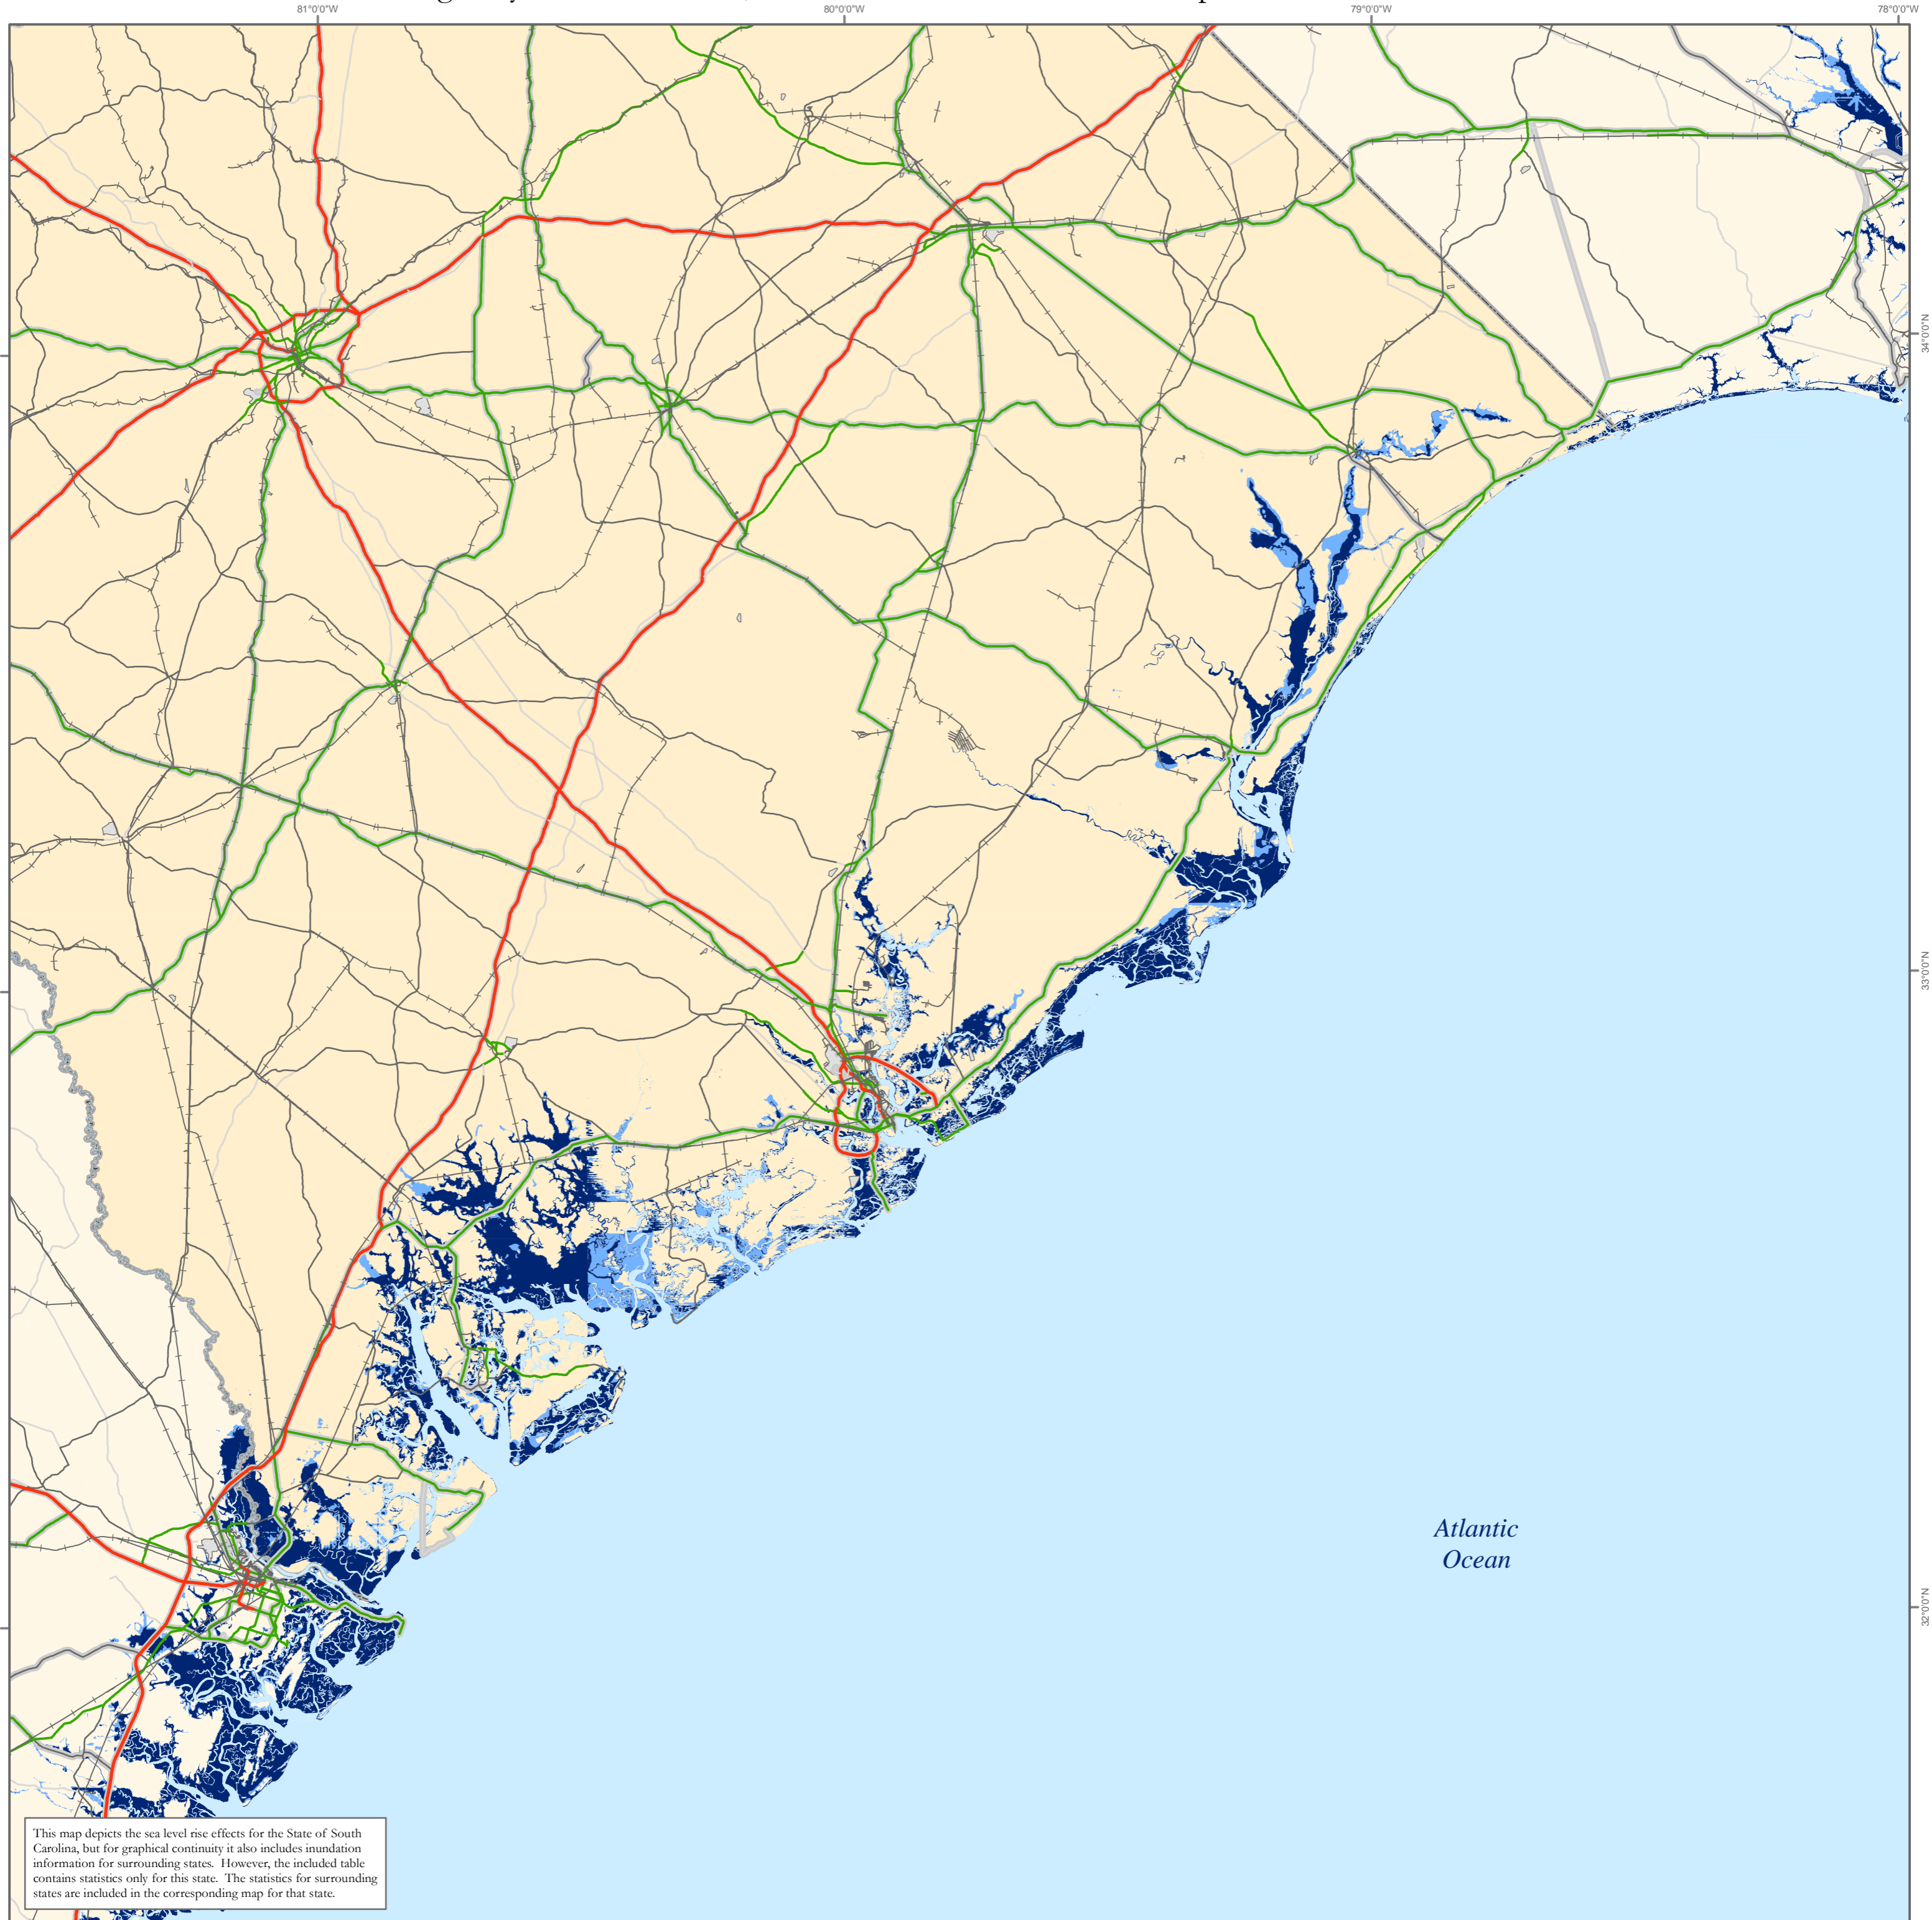 81°0'0"W 80°0'0"W 79°0'0"W 78°0'0"W
34°0'0"N
33°0'0"N
Atlantic
Ocean
32°0'0"N
This map depicts the sea level rise effects for the State of South
Carolina, but for graphical continuity it also includes inundation
information for surrounding states. However, the included table
contains statistics only for this state. The statistics for surrounding
states are included in the corresponding map for that state.